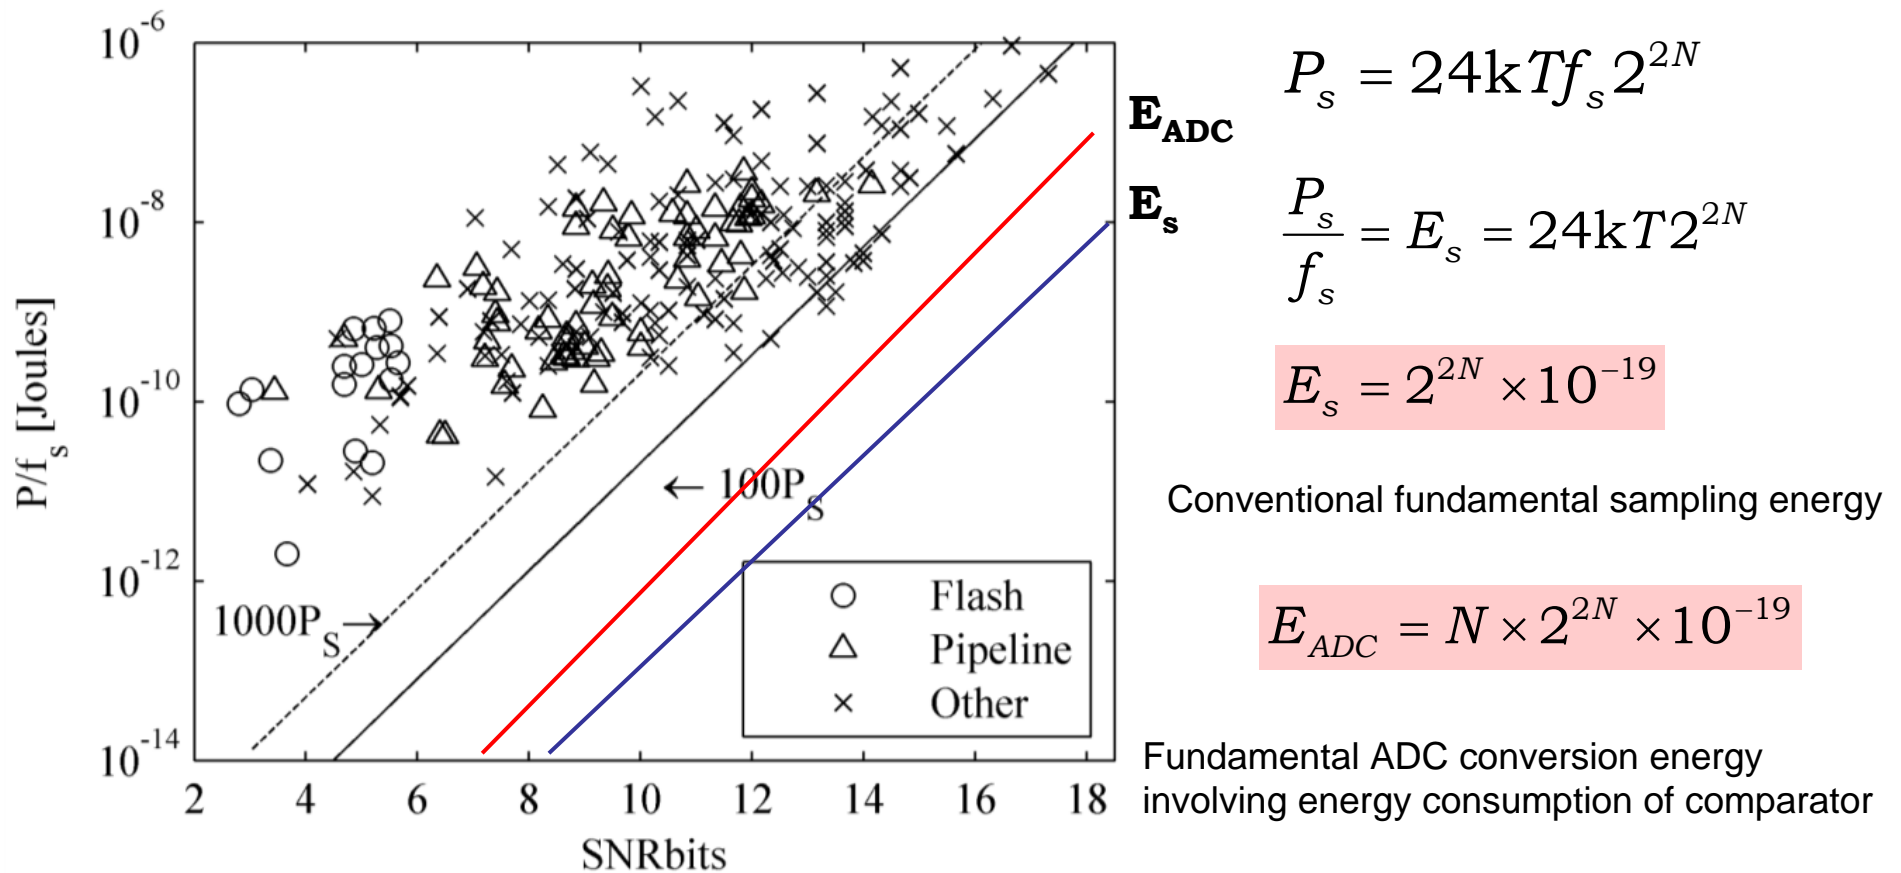 10^-6
10^-8
10^-10
10^-12
10^-14
P/f_s [Joules]
2 4 6 8 10 12 14 16 18
SNRbits
1000P_S →
← 100P_S
Flash
Pipeline
Other
E_ADC
E_s
P_s = 24kTf_s 2^{2N}
P_s / f_s = E_s = 24kT2^{2N}
E_s = 2^{2N} × 10^{-19}
Conventional fundamental sampling energy
E_ADC = N × 2^{2N} × 10^{-19}
Fundamental ADC conversion energy
involving energy consumption of comparator